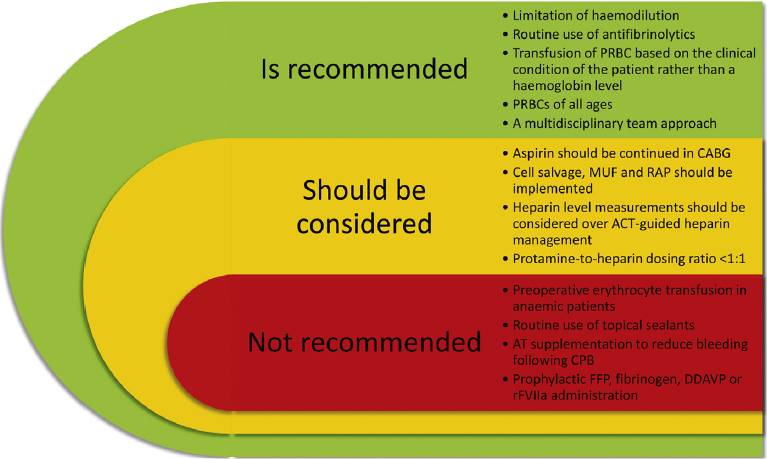 Is recommended
• Limitation of haemodilution
• Routine use of antifibrinolytics
• Transfusion of PRBC based on the clinical
condition of the patient rather than a
haemoglobin level
• PRBCs of all ages
• A multidisciplinary team approach
Should be
considered
• Aspirin should be continued in CABG
• Cell salvage, MUF and RAP should be
implemented
• Heparin level measurements should be
considered over ACT-guided heparin
management
• Protamine-to-heparin dosing ratio <1:1
Not recommended
• Preoperative erythrocyte transfusion in
anaemic patients
• Routine use of topical sealants
• AT supplementation to reduce bleeding
following CPB
• Prophylactic FFP, fibrinogen, DDAVP or
rFVIIa administration